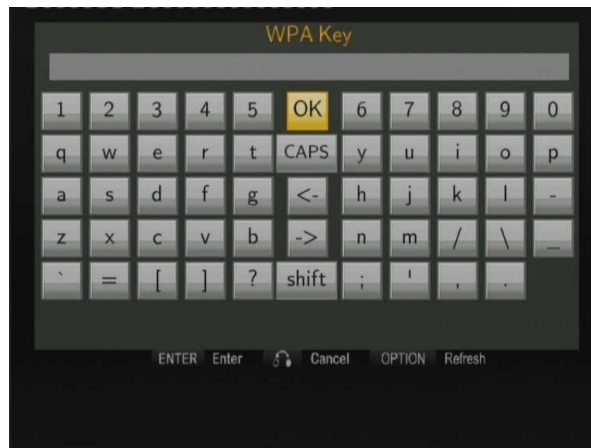 WPA Key
1 2 3 4 5 OK 6 7 8 9 0
q w e r t CAPS y u i o p
a s d f g <- h j k l -
z x c v b -> n m / \ _
` = [ ] ? shift ; ' , .
ENTER Enter Cancel OPTION Refresh